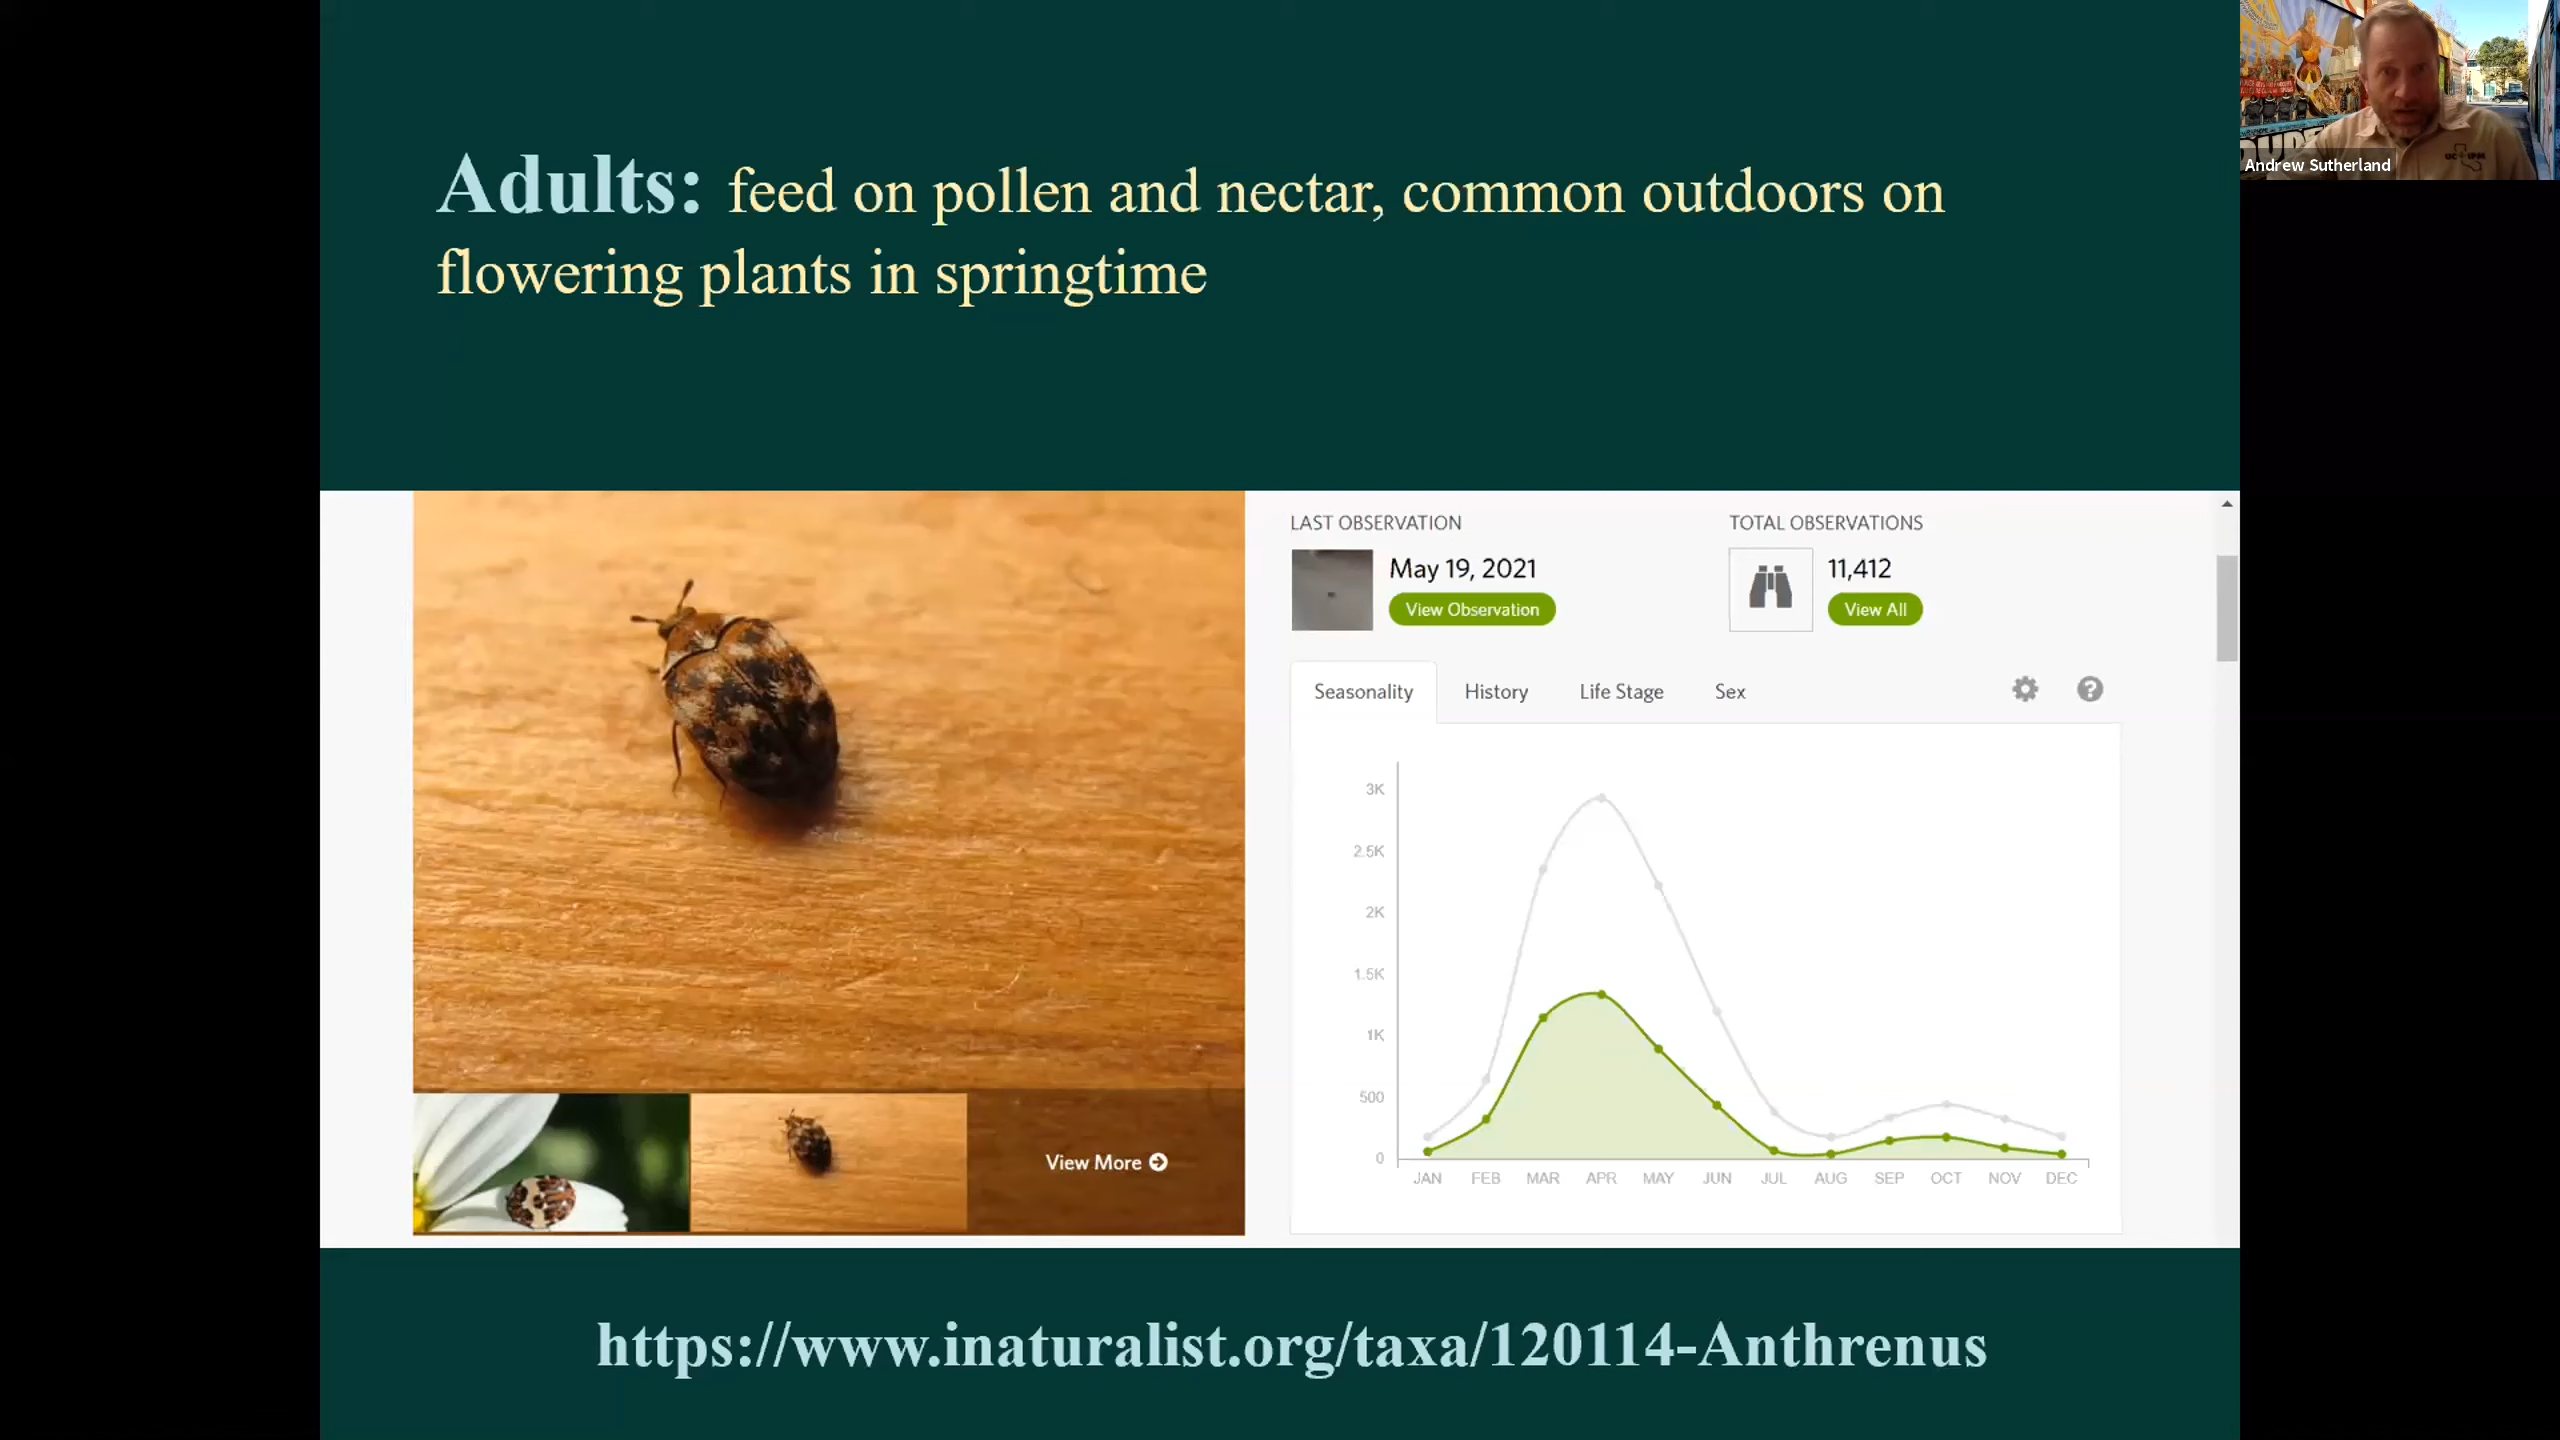 Andrew Sutherland
Adults: feed on pollen and nectar, common outdoors on
flowering plants in springtime
LAST OBSERVATION
May 19, 2021
View Observation
TOTAL OBSERVATIONS
11,412
View All
Seasonality History Life Stage Sex
3K
2.5K
2K
1.5K
1K
500
0
JAN FEB MAR APR MAY JUN JUL AUG SEP OCT NOV DEC
View More
https://www.inaturalist.org/taxa/120114-Anthrenus